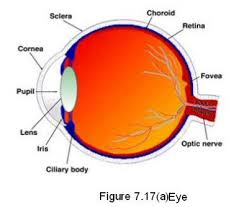 Choroid
Sclera
Retina
Cornea
Fovea
Pupil
Lens
Iris
Optic nerve
Ciliary body
Figure 7.17(a)Eye